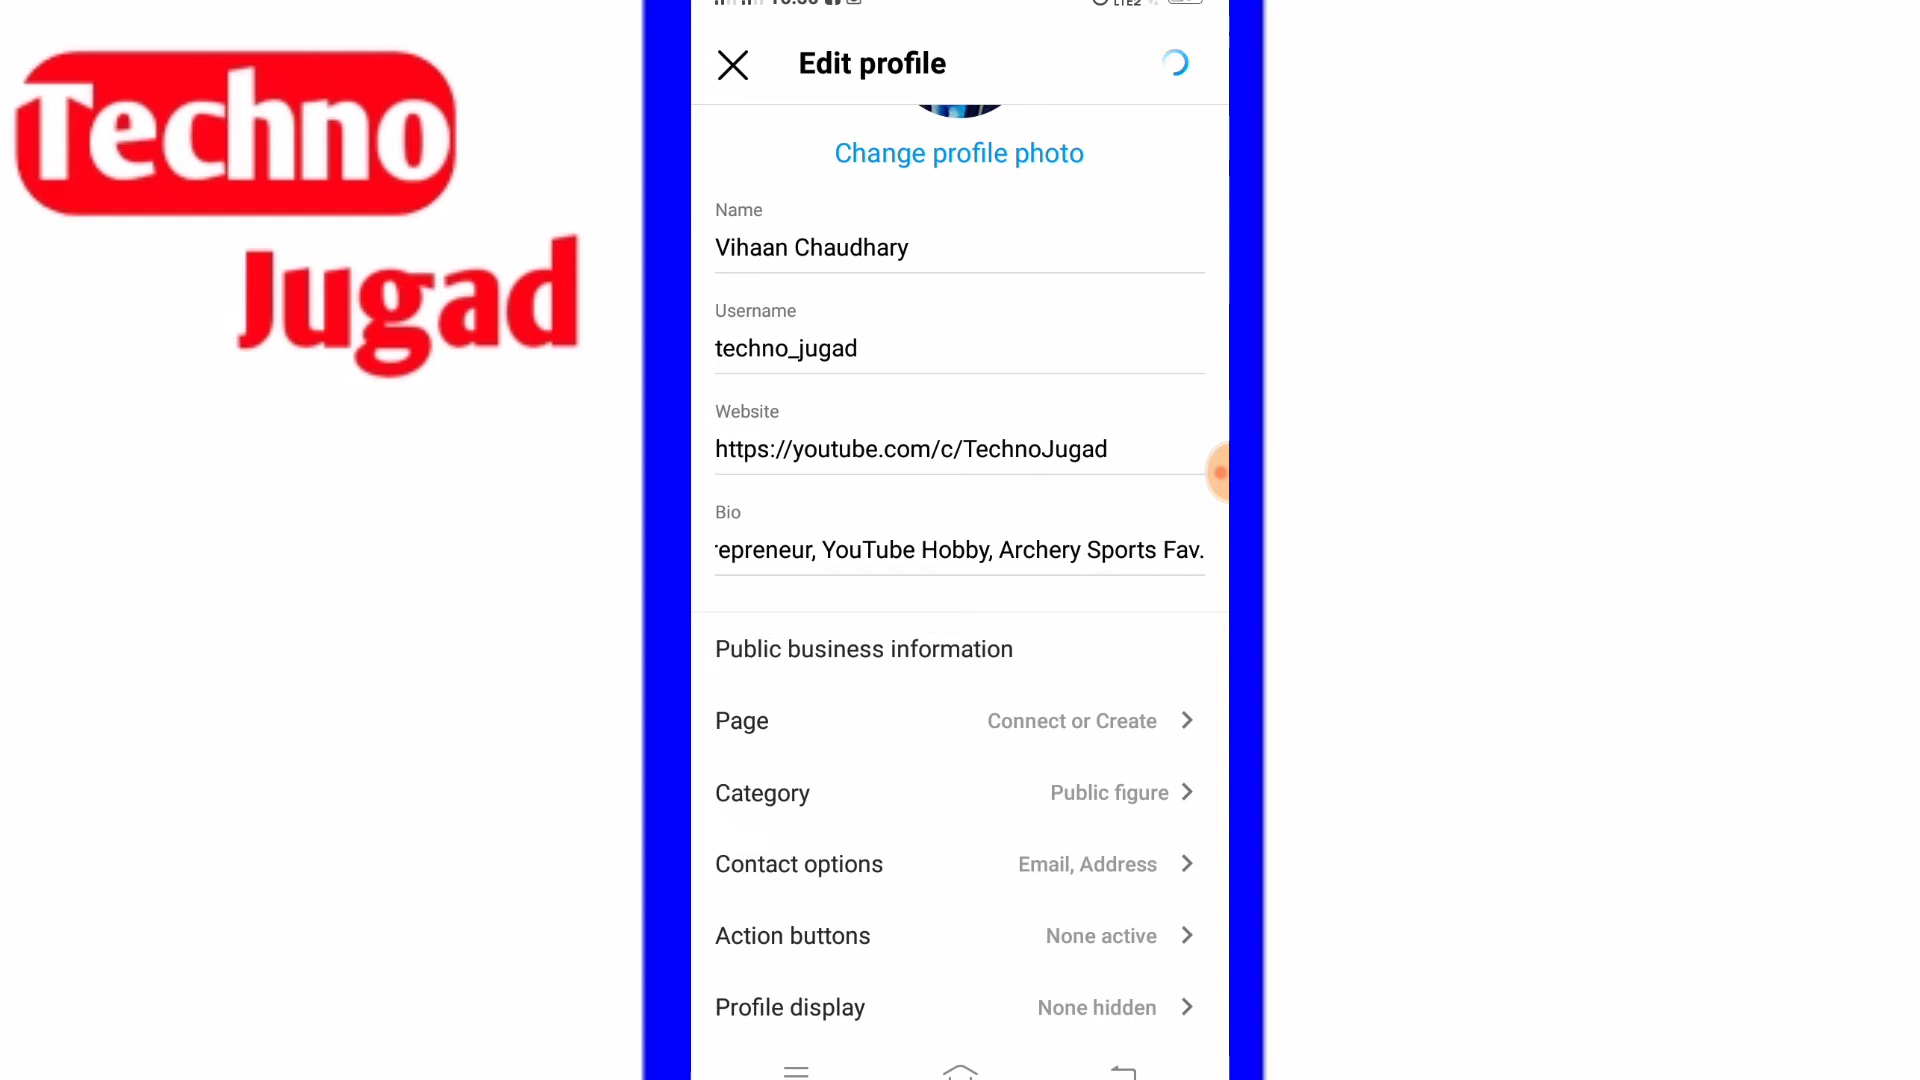 Techno
Jugad
Edit profile
Change profile photo
Name
Vihaan Chaudhary
Username
techno_jugad
Website
https://youtube.com/c/TechnoJugad
Bio
repreneur, YouTube Hobby, Archery Sports Fav.
Public business information
Page Connect or Create
Category Public figure
Contact options Email, Address
Action buttons None active
Profile display None hidden